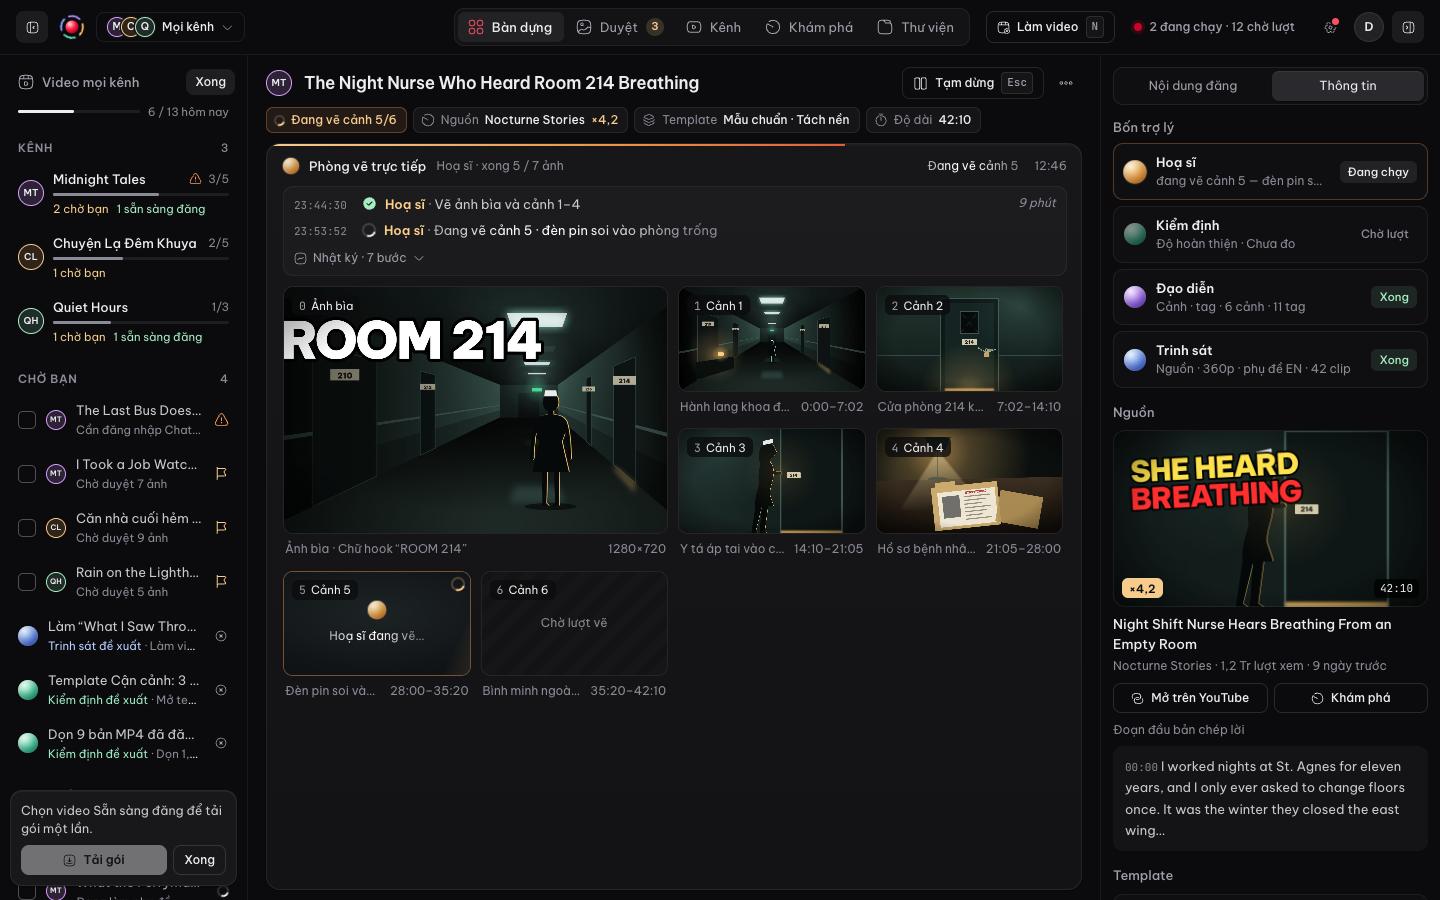 M C Q Mọi kênh
Bàn dựng
Duyệt 3
Kênh
Khám phá
Thư viện
Làm video N
2 đang chạy · 12 chờ lượt
D
Video mọi kênh
Xong
6 / 13 hôm nay
KÊNH 3
MT Midnight Tales 3/5
2 chờ bạn 1 sẵn sàng đăng
CL Chuyện Lạ Đêm Khuya 2/5
1 chờ bạn
QH Quiet Hours 1/3
1 chờ bạn 1 sẵn sàng đăng
CHỜ BẠN 4
MT The Last Bus Does...
Cần đăng nhập Chat...
MT I Took a Job Watc...
Chờ duyệt 7 ảnh
CL Căn nhà cuối hẻm ...
Chờ duyệt 9 ảnh
QH Rain on the Lighth...
Chờ duyệt 5 ảnh
Làm “What I Saw Thro...
Trinh sát đề xuất · Làm vi...
Template Cận cảnh: 3 ...
Kiểm định đề xuất · Mở te...
Dọn 9 bản MP4 đã đă...
Kiểm định đề xuất · Dọn 1,...
Chọn video Sẵn sàng đăng để tải
gói một lần.
Tải gói
Xong
MT
MT The Night Nurse Who Heard Room 214 Breathing
Tạm dừng Esc
Đang vẽ cảnh 5/6
Nguồn Nocturne Stories ×4,2
Template Mẫu chuẩn · Tách nền
Độ dài 42:10
Phòng vẽ trực tiếp Hoạ sĩ · xong 5 / 7 ảnh
Đang vẽ cảnh 5 12:46
23:44:30 Hoạ sĩ · Vẽ ảnh bìa và cảnh 1–4 9 phút
23:53:52 Hoạ sĩ · Đang vẽ cảnh 5 · đèn pin soi vào phòng trống
Nhật ký · 7 bước
0 Ảnh bìa
ROOM 214
210
214
Ảnh bìa · Chữ hook “ROOM 214” 1280×720
1 Cảnh 1
Hành lang khoa đ... 0:00–7:02
2 Cảnh 2
214
Cửa phòng 214 k... 7:02–14:10
3 Cảnh 3
214
Y tá áp tai vào c... 14:10–21:05
4 Cảnh 4
Hồ sơ bệnh nhâ... 21:05–28:00
5 Cảnh 5
Hoạ sĩ đang vẽ...
Đèn pin soi và... 28:00–35:20
6 Cảnh 6
Chờ lượt vẽ
Bình minh ngoà... 35:20–42:10
Nội dung đăng
Thông tin
Bốn trợ lý
Hoạ sĩ
đang vẽ cảnh 5 — đèn pin s...
Đang chạy
Kiểm định
Độ hoàn thiện · Chưa đo
Chờ lượt
Đạo diễn
Cảnh · tag · 6 cảnh · 11 tag
Xong
Trinh sát
Nguồn · 360p · phụ đề EN · 42 clip
Xong
Nguồn
SHE HEARD
BREATHING
214
×4,2
42:10
Night Shift Nurse Hears Breathing From an
Empty Room
Nocturne Stories · 1,2 Tr lượt xem · 9 ngày trước
Mở trên YouTube
Khám phá
Đoạn đầu bản chép lời
00:00 I worked nights at St. Agnes for eleven
years, and I only ever asked to change floors
once. It was the winter they closed the east
wing...
Template